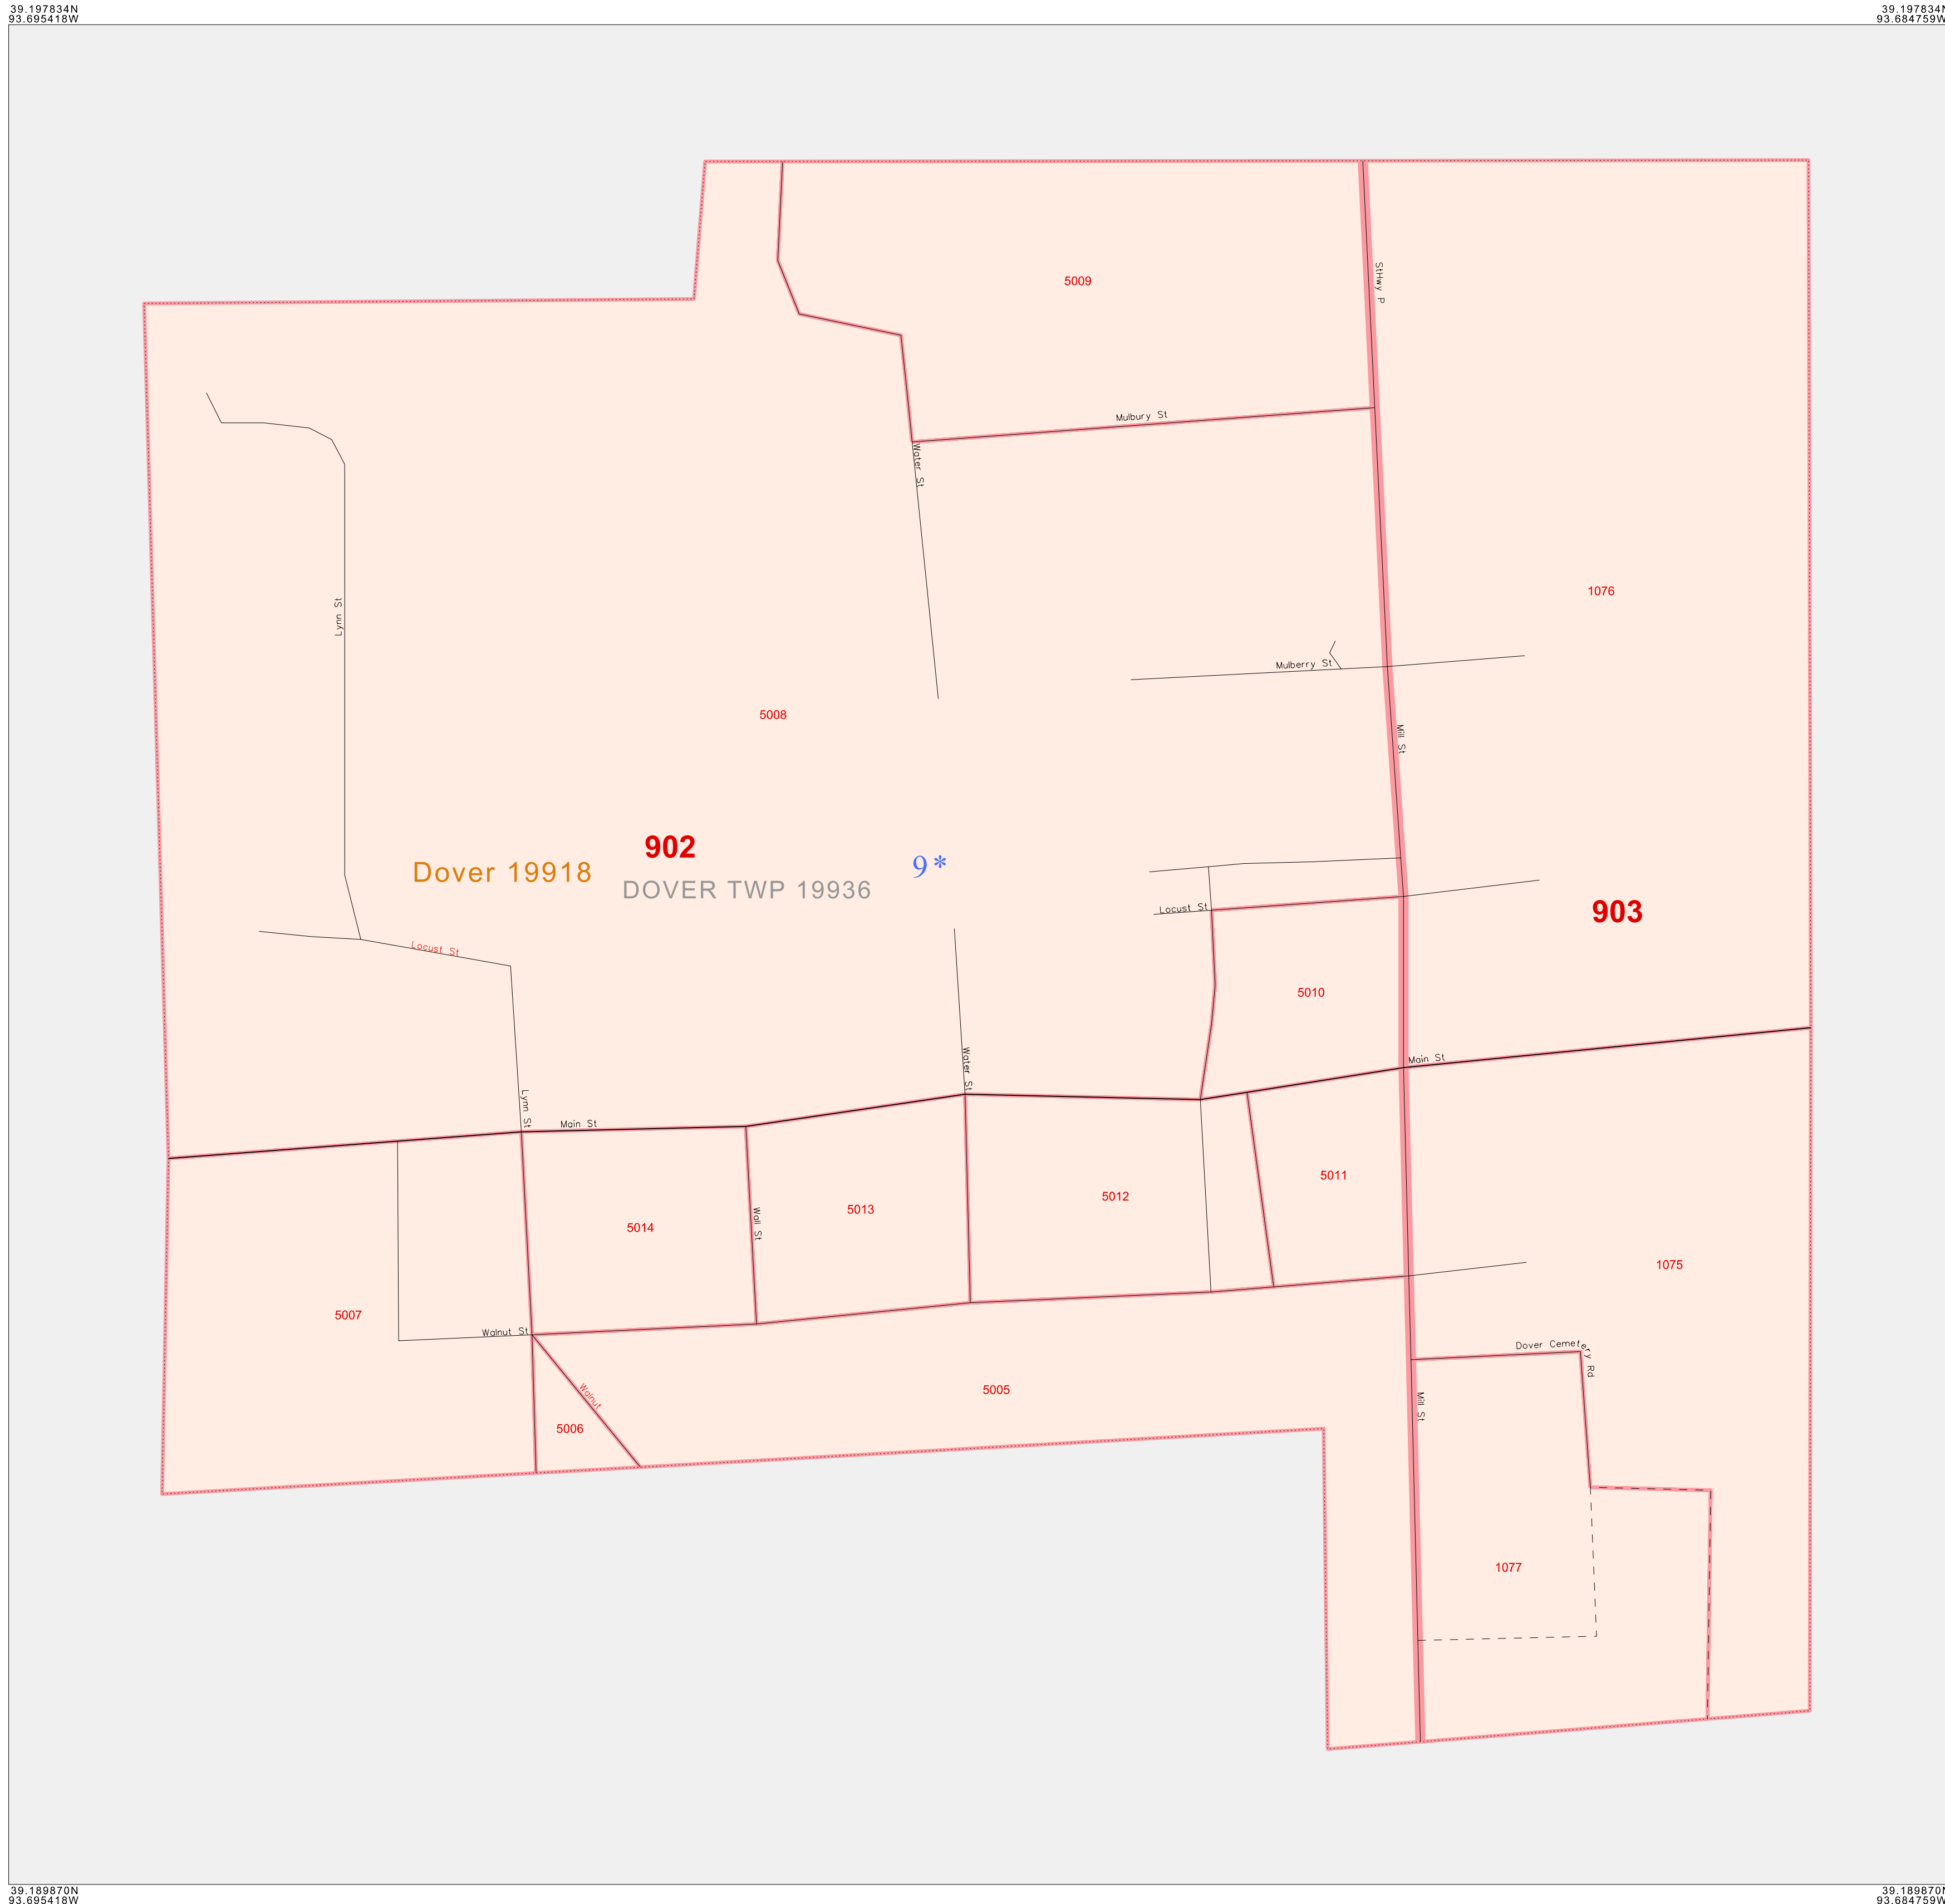 39.197834N
93.695418W
39.197834N
93.684759W
StHwy P
5009
Mulbury St
Water St
1076
Lynn St
Mulberry St
5008
Mill St
902
Dover 19918
DOVER TWP 19936
9*
903
Locust St
Locust St
5010
Water St
Main St
Lynn St
Main St
5011
5012
5013
5014
Wall St
1075
5007
Walnut St
Dover Cemetery Rd
5005
Walnut
5006
Mill St
1077
39.189870N
93.695418W
39.189870N
93.684759W